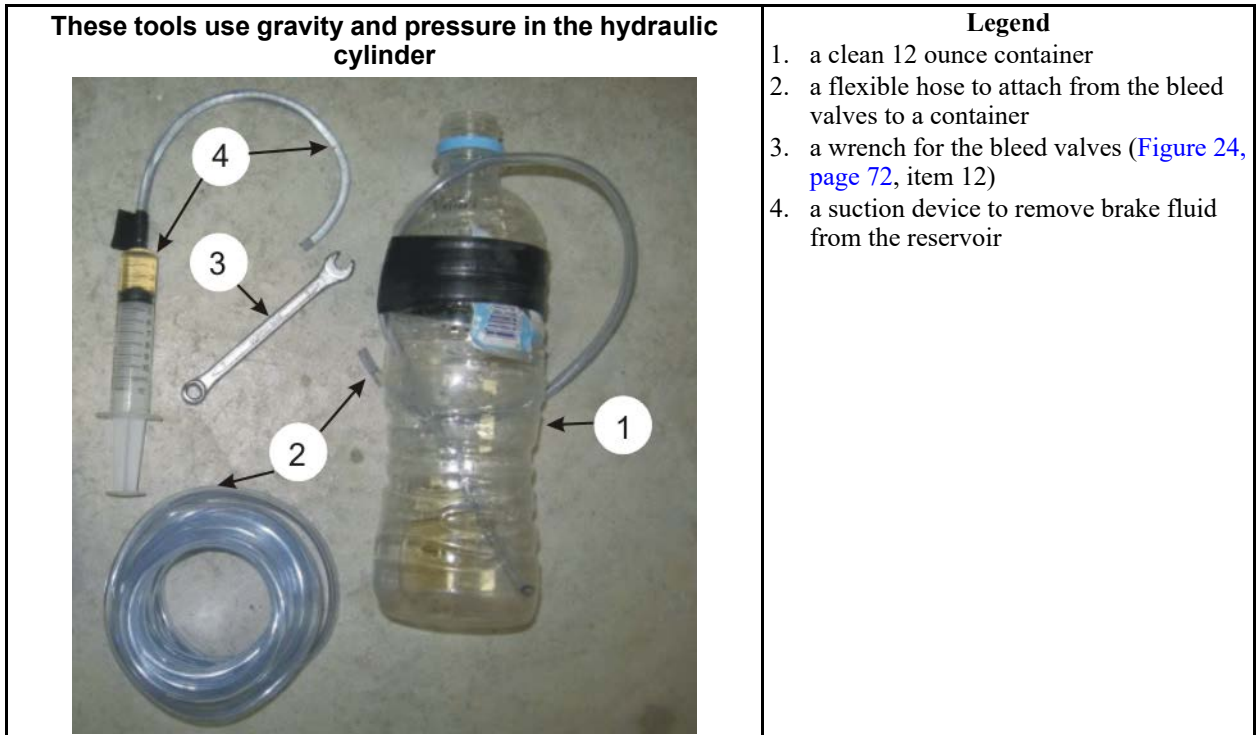 These tools use gravity and pressure in the hydraulic
cylinder
4
3
2
1
Legend
1. a clean 12 ounce container
2. a flexible hose to attach from the bleed
valves to a container
3. a wrench for the bleed valves (Figure 24,
page 72, item 12)
4. a suction device to remove brake fluid
from the reservoir